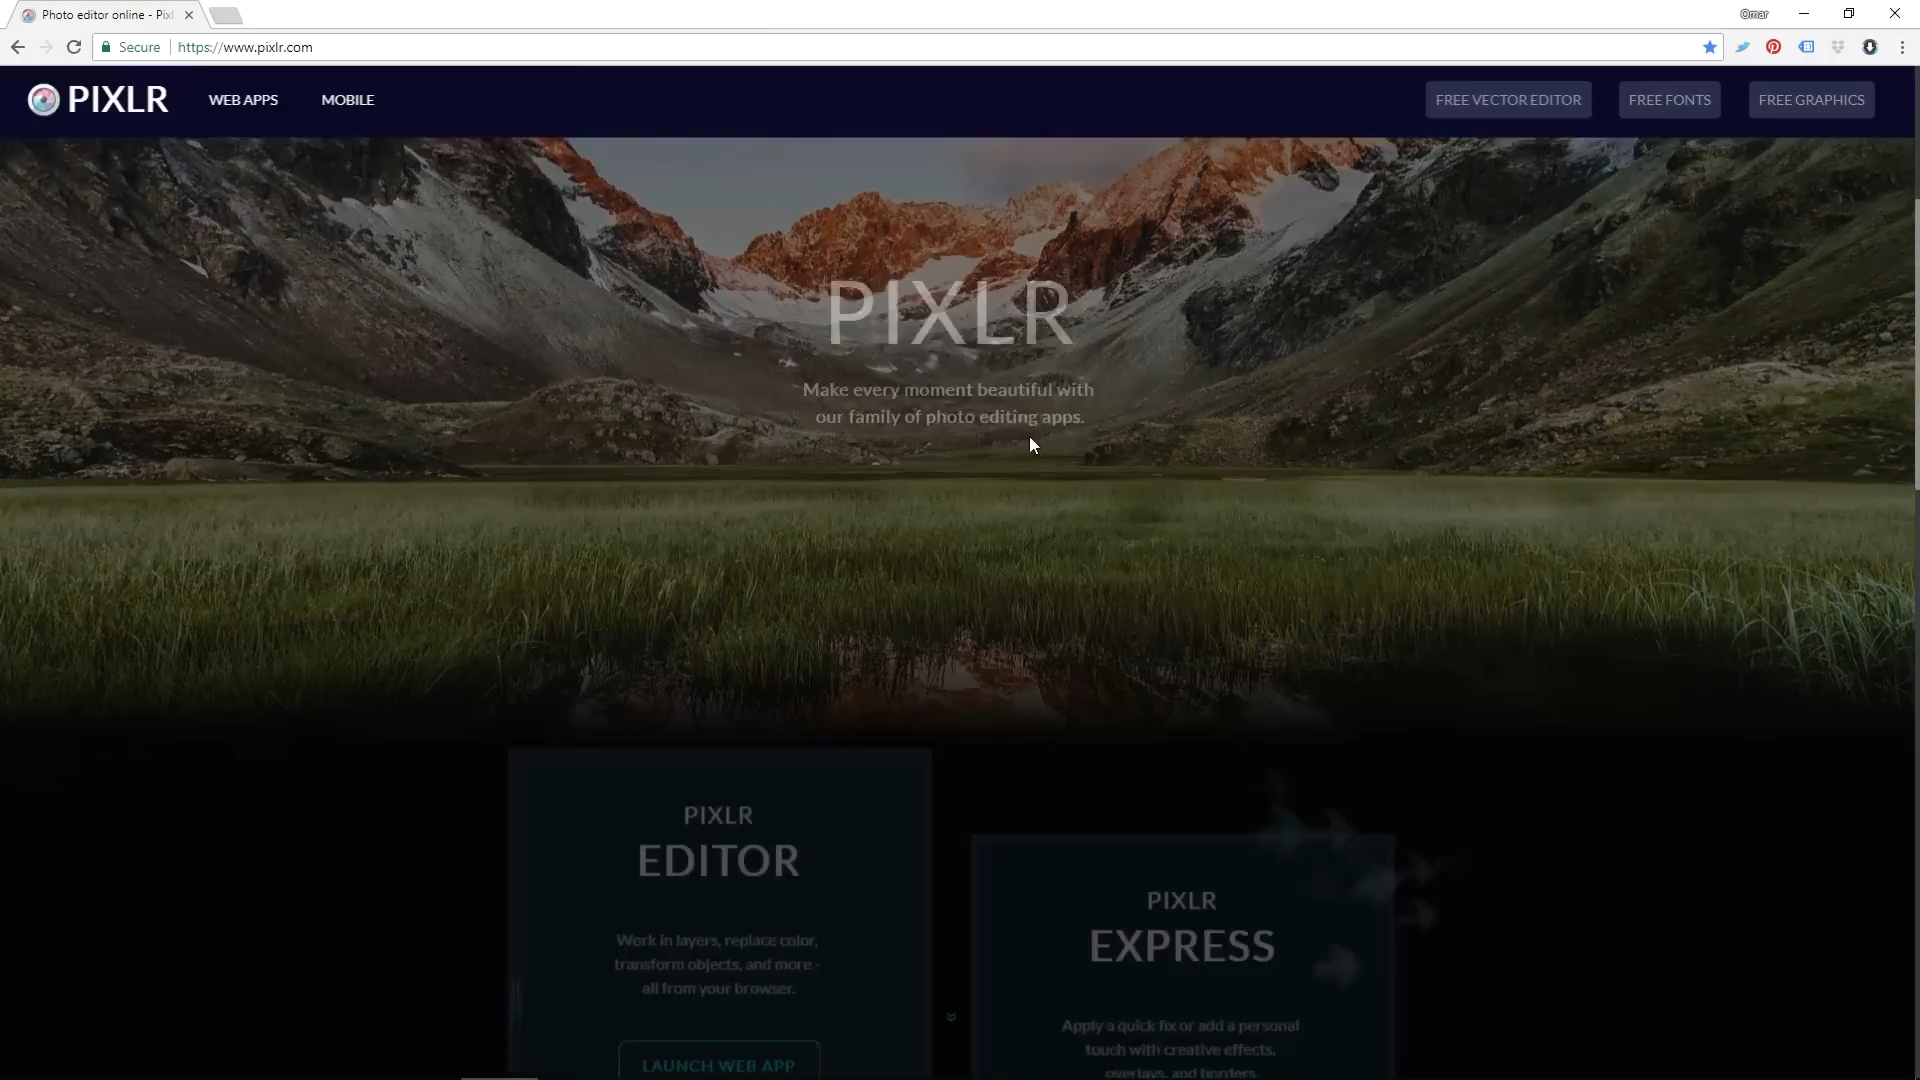 Photo editor online - Pixl
Omar
Secure
https://www.pixlr.com
PIXLR
WEB APPS
MOBILE
FREE VECTOR EDITOR
FREE FONTS
FREE GRAPHICS
PIXLR
Make every moment beautiful with
our family of photo editing apps.
PIXLR
EDITOR
Work in layers, replace color,
transform objects, and more -
all from your browser.
LAUNCH WEB APP
PIXLR
EXPRESS
Apply a quick fix or add a personal
touch with creative effects,
overlays, and borders.